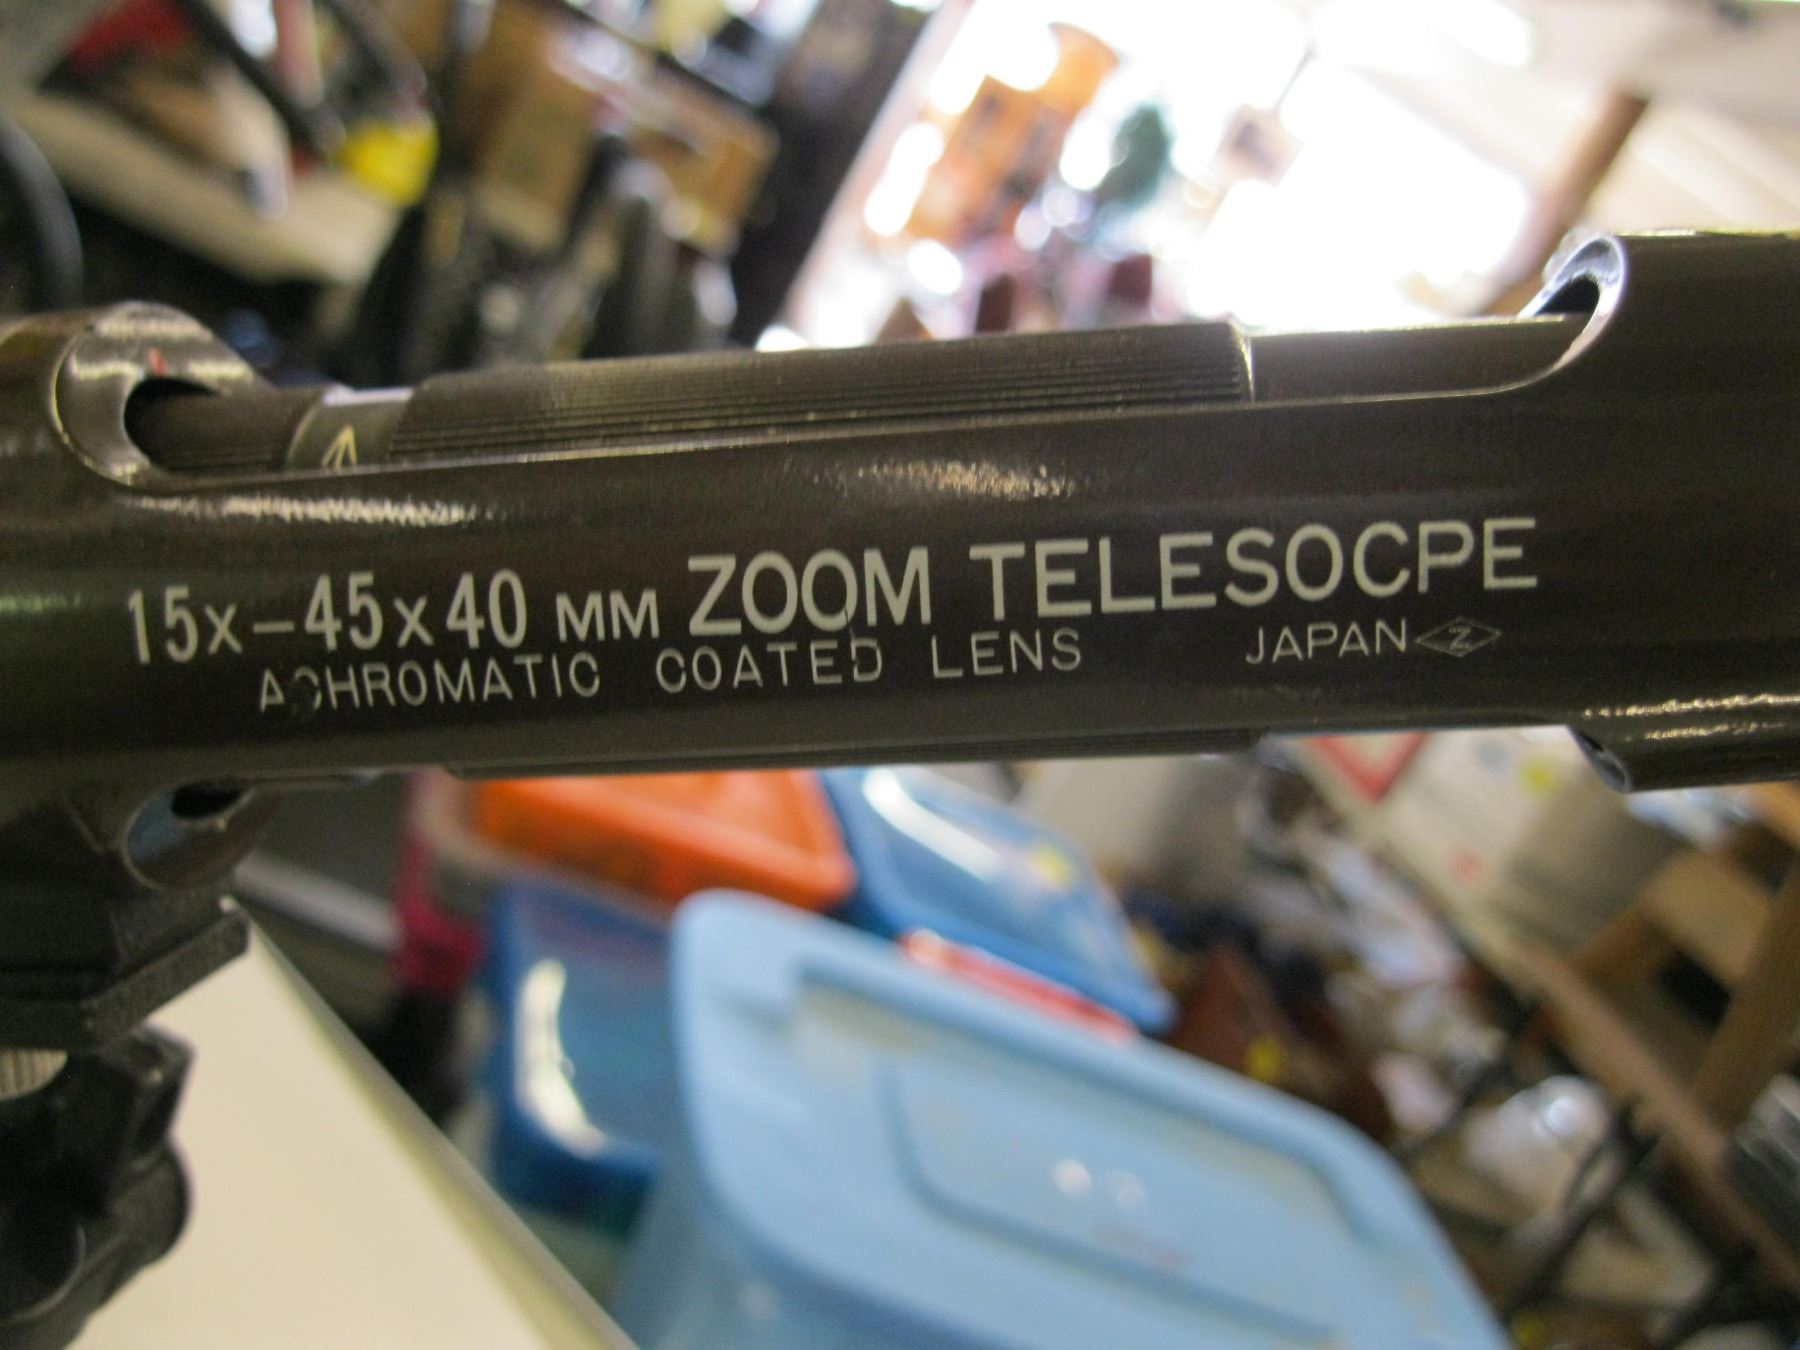 15x–45x40 MM ZOOM TELESOCPE
ACHROMATIC COATED LENS JAPAN Z